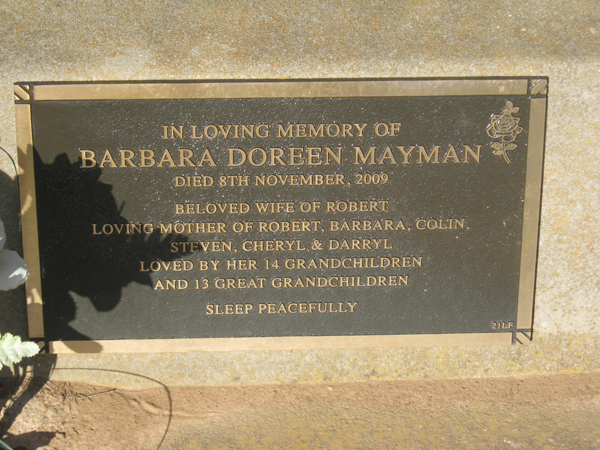 IN LOVING MEMORY OF
BARBARA DOREEN MAYMAN
DIED 8TH NOVEMBER, 2009
BELOVED WIFE OF ROBERT
LOVING MOTHER OF ROBERT, BARBARA, COLIN,
STEVEN, CHERYL & DARRYL
LOVED BY HER 14 GRANDCHILDREN
AND 13 GREAT GRANDCHILDREN
SLEEP PEACEFULLY
21LF